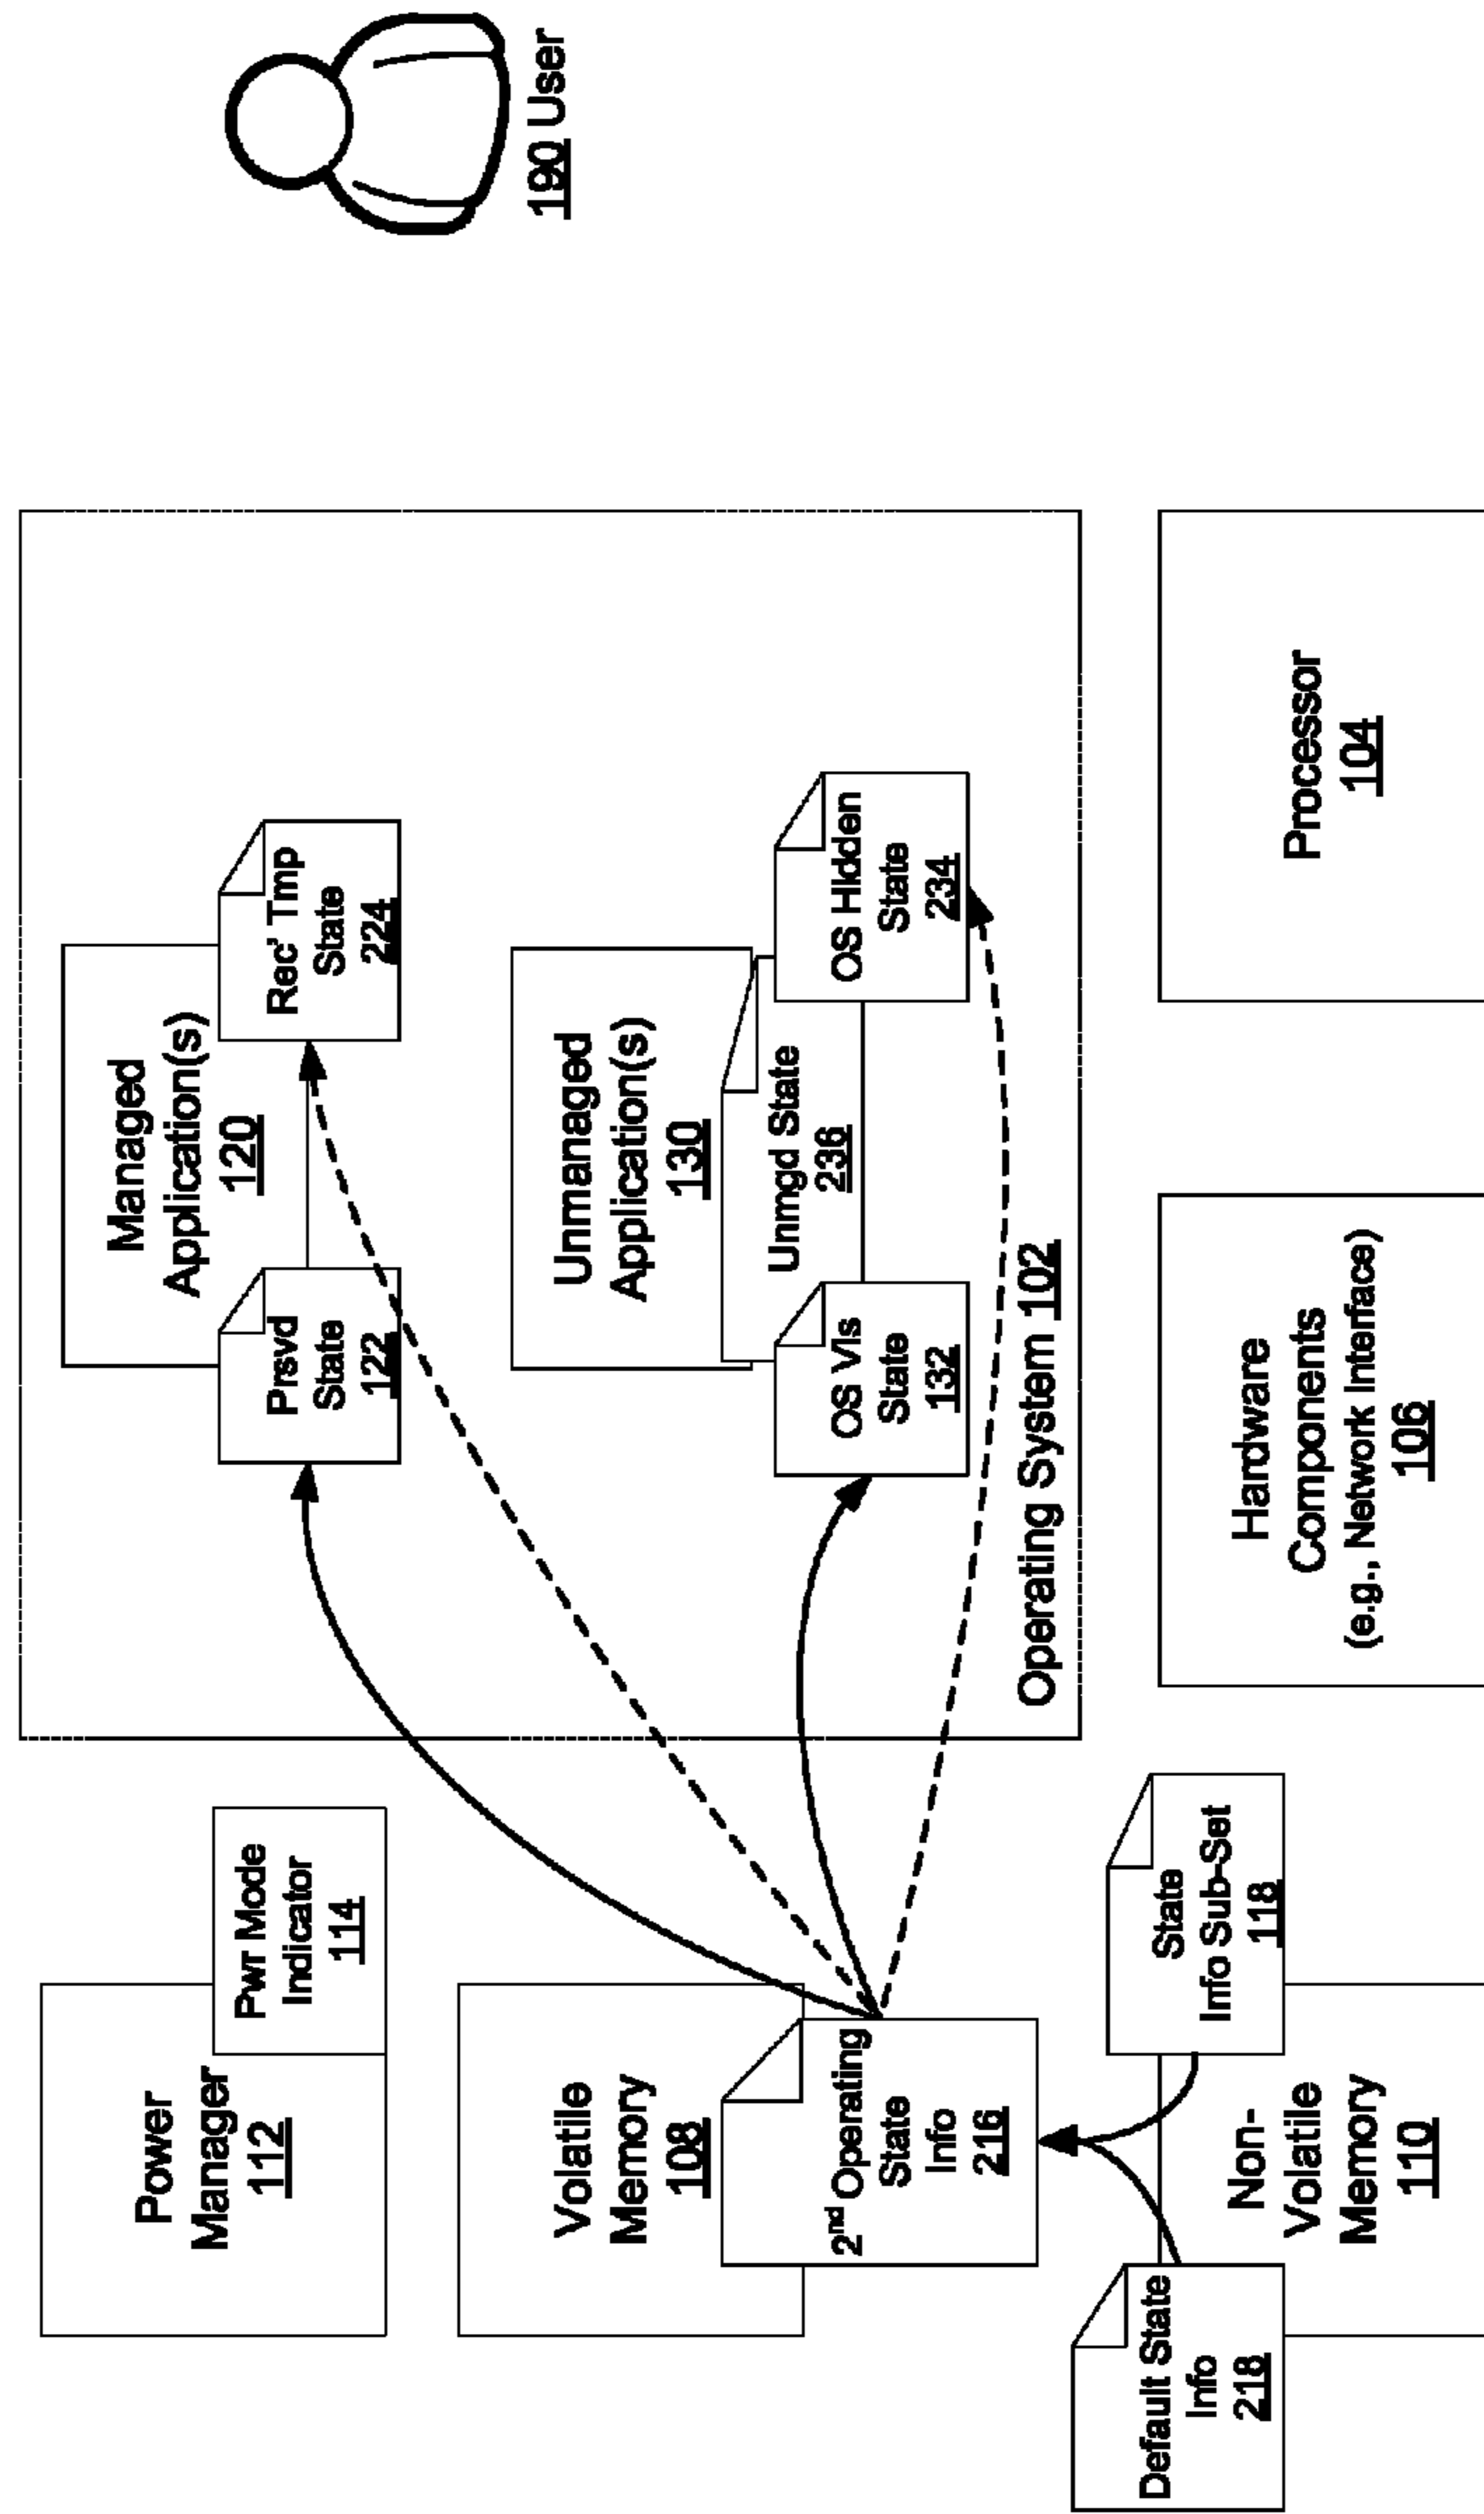 Power
Manager
112
Pwr Mode
Indicator
114
Managed
Application(s)
120
Prsvd
State
122
Rec' Tmp
State
224
190 User
Volatile
Memory
108
2nd Operating
State
Info
216
Unmanaged
Application(s)
130
Unmgd State
236
OS Vis
State
132
OS Hidden
State
234
Operating System 102
Default State
Info
218
State
Info Sub-Set
118
Non-
Volatile
Memory
110
Hardware
Components
(e.g., Network Interface)
106
Processor
104